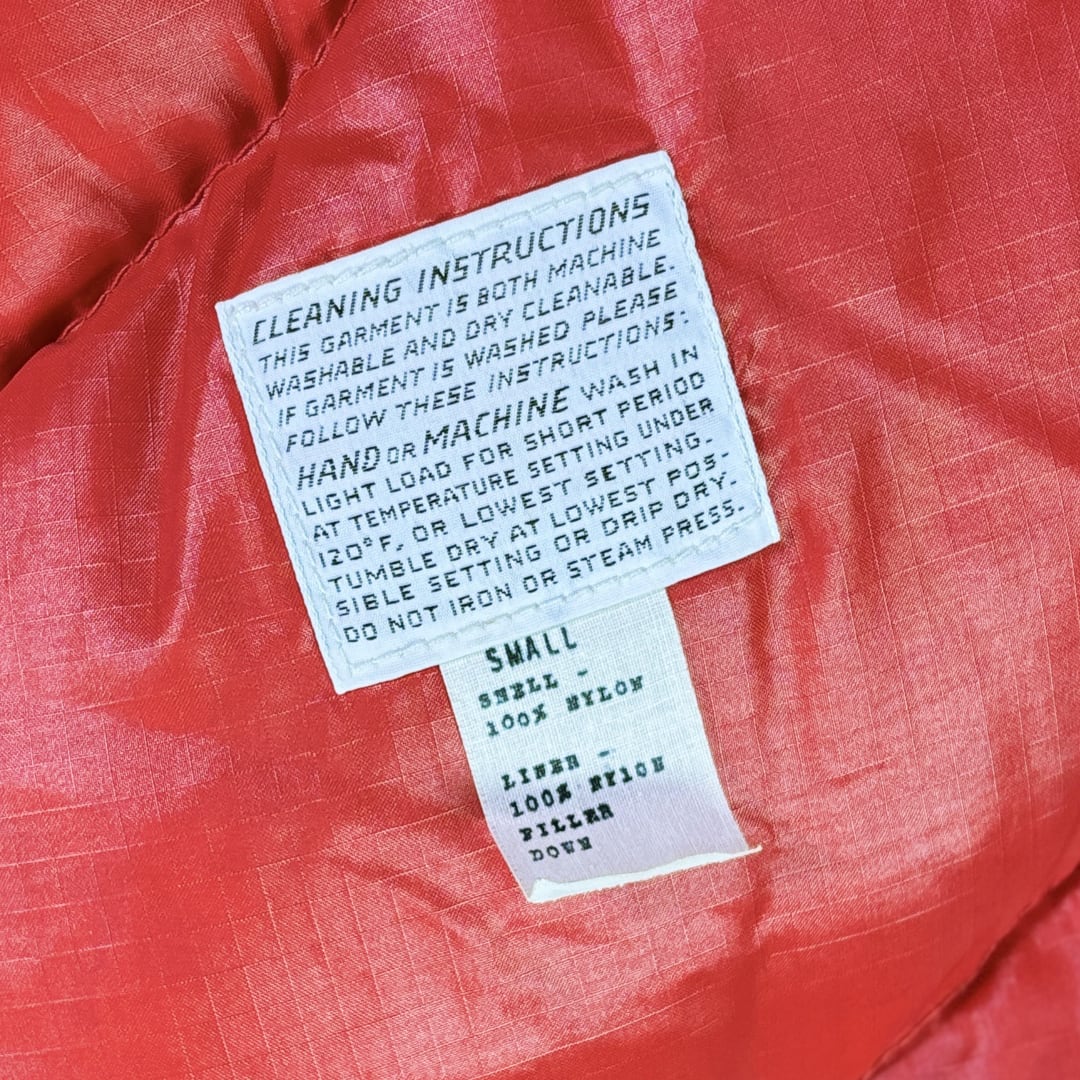 CLEANING INSTRUCTIONS
THIS GARMENT IS BOTH MACHINE
WASHABLE AND DRY CLEANABLE.
IF GARMENT IS WASHED PLEASE
FOLLOW THESE INSTRUCTIONS:
HAND OR MACHINE WASH IN
LIGHT LOAD FOR SHORT PERIOD
AT TEMPERATURE SETTING UNDER
120°F, OR LOWEST SETTING.
TUMBLE DRY AT LOWEST POS-
SIBLE SETTING OR DRIP DRY.
DO NOT IRON OR STEAM PRESS.
SMALL
SHELL -
100% NYLON
LINER -
100% NYLON
FILLER
DOWN